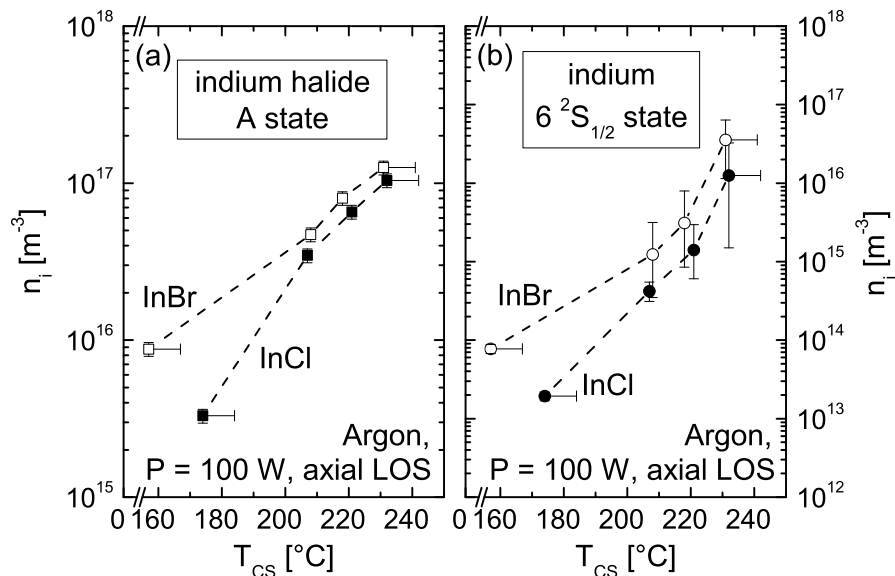 (a)
indium halide
A state
InBr
InCl
Argon,
P = 100 W, axial LOS
n_i [m^-3]
10^18
10^17
10^16
10^15
0 160 180 200 220 240
T_CS [°C]
(b)
indium
6 ^2S_1/2 state
InBr
InCl
Argon,
P = 100 W, axial LOS
10^18
10^17
10^16
10^15
10^14
10^13
10^12
n_i [m^-3]
0 160 180 200 220 240
T_CS [°C]